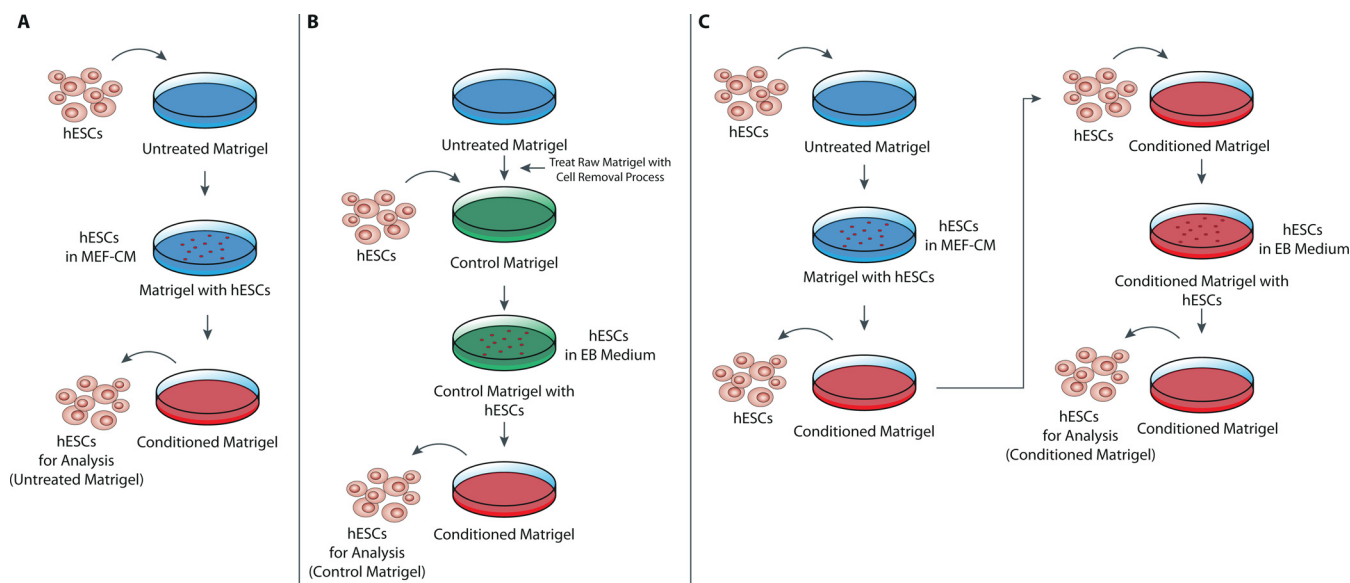 A
hESCs
Untreated Matrigel
hESCs
in MEF-CM
Matrigel with hESCs
hESCs
for Analysis
(Untreated Matrigel)
Conditioned Matrigel
B
Untreated Matrigel
Treat Raw Matrigel with
Cell Removal Process
hESCs
Control Matrigel
hESCs
in EB Medium
Control Matrigel with
hESCs
hESCs
for Analysis
(Control Matrigel)
Conditioned Matrigel
C
hESCs
Untreated Matrigel
hESCs
in MEF-CM
Matrigel with hESCs
hESCs
Conditioned Matrigel
hESCs
Conditioned Matrigel
hESCs
in EB Medium
Conditioned Matrigel with
hESCs
hESCs
for Analysis
(Conditioned Matrigel)
Conditioned Matrigel